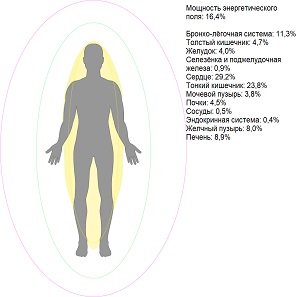 Мощность энергетического
поля: 16,4%
Бронхо-лёгочная система: 11,3%
Толстый кишечник: 4,7%
Желудок: 4,0%
Селезёнка и поджелудочная
железа: 0,9%
Сердце: 29,2%
Тонкий кишечник: 23,8%
Мочевой пузырь: 3,8%
Почки: 4,5%
Сосуды: 0,5%
Эндокринная система: 0,4%
Желчный пузырь: 8,0%
Печень: 8,9%